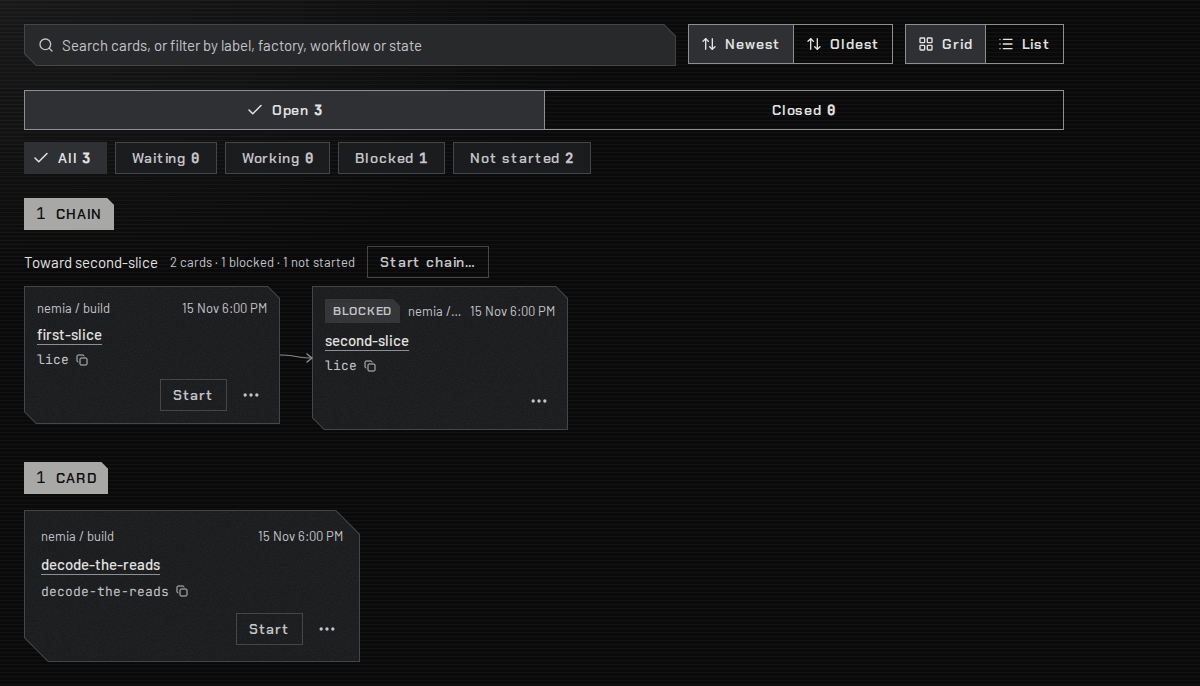 Search cards, or filter by label, factory, workflow or state
Newest
Oldest
Grid
List
Open 3
Closed 0
All 3
Waiting 0
Working 0
Blocked 1
Not started 2
1 CHAIN
Toward second-slice 2 cards · 1 blocked · 1 not started Start chain…
nemia / build 15 Nov 6:00 PM
first-slice
lice
Start
BLOCKED nemia /… 15 Nov 6:00 PM
second-slice
lice
1 CARD
nemia / build 15 Nov 6:00 PM
decode-the-reads
decode-the-reads
Start